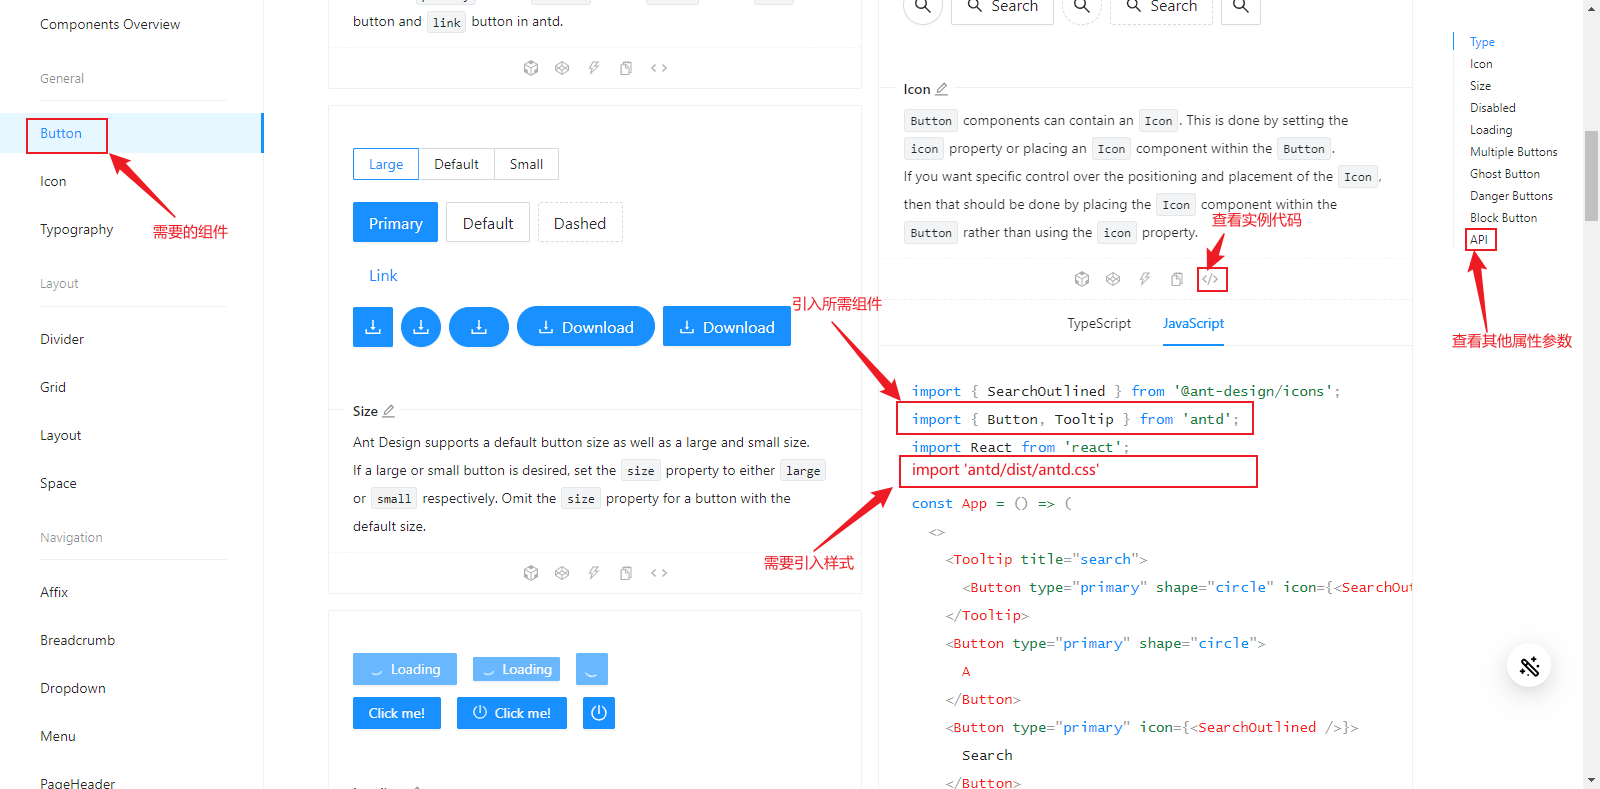 Components Overview
General
Button
需要的组件
Icon
Typography
Layout
Divider
Grid
Layout
Space
Navigation
Affix
Breadcrumb
Dropdown
Menu
PageHeader
button and link button in antd.
Large Default Small
Primary Default Dashed
Link
Download Download
Size
Ant Design supports a default button size as well as a large and small size.
If a large or small button is desired, set the size property to either large
or small respectively. Omit the size property for a button with the
default size.
Loading Loading
Click me! Click me!
Search Search
Icon
Button components can contain an Icon. This is done by setting the
icon property or placing an Icon component within the Button.
If you want specific control over the positioning and placement of the Icon,
then that should be done by placing the Icon component within the
Button rather than using the icon property.
查看实例代码
TypeScript JavaScript
引入所需组件
import { SearchOutlined } from '@ant-design/icons';
import { Button, Tooltip } from 'antd';
import React from 'react';
import 'antd/dist/antd.css'
需要引入样式
const App = () => (
<>
<Tooltip title="search">
<Button type="primary" shape="circle" icon={<SearchOut
</Tooltip>
<Button type="primary" shape="circle">
A
</Button>
<Button type="primary" icon={<SearchOutlined />}>
Search
</Button>
Type
Icon
Size
Disabled
Loading
Multiple Buttons
Ghost Button
Danger Buttons
Block Button
API
查看其他属性参数